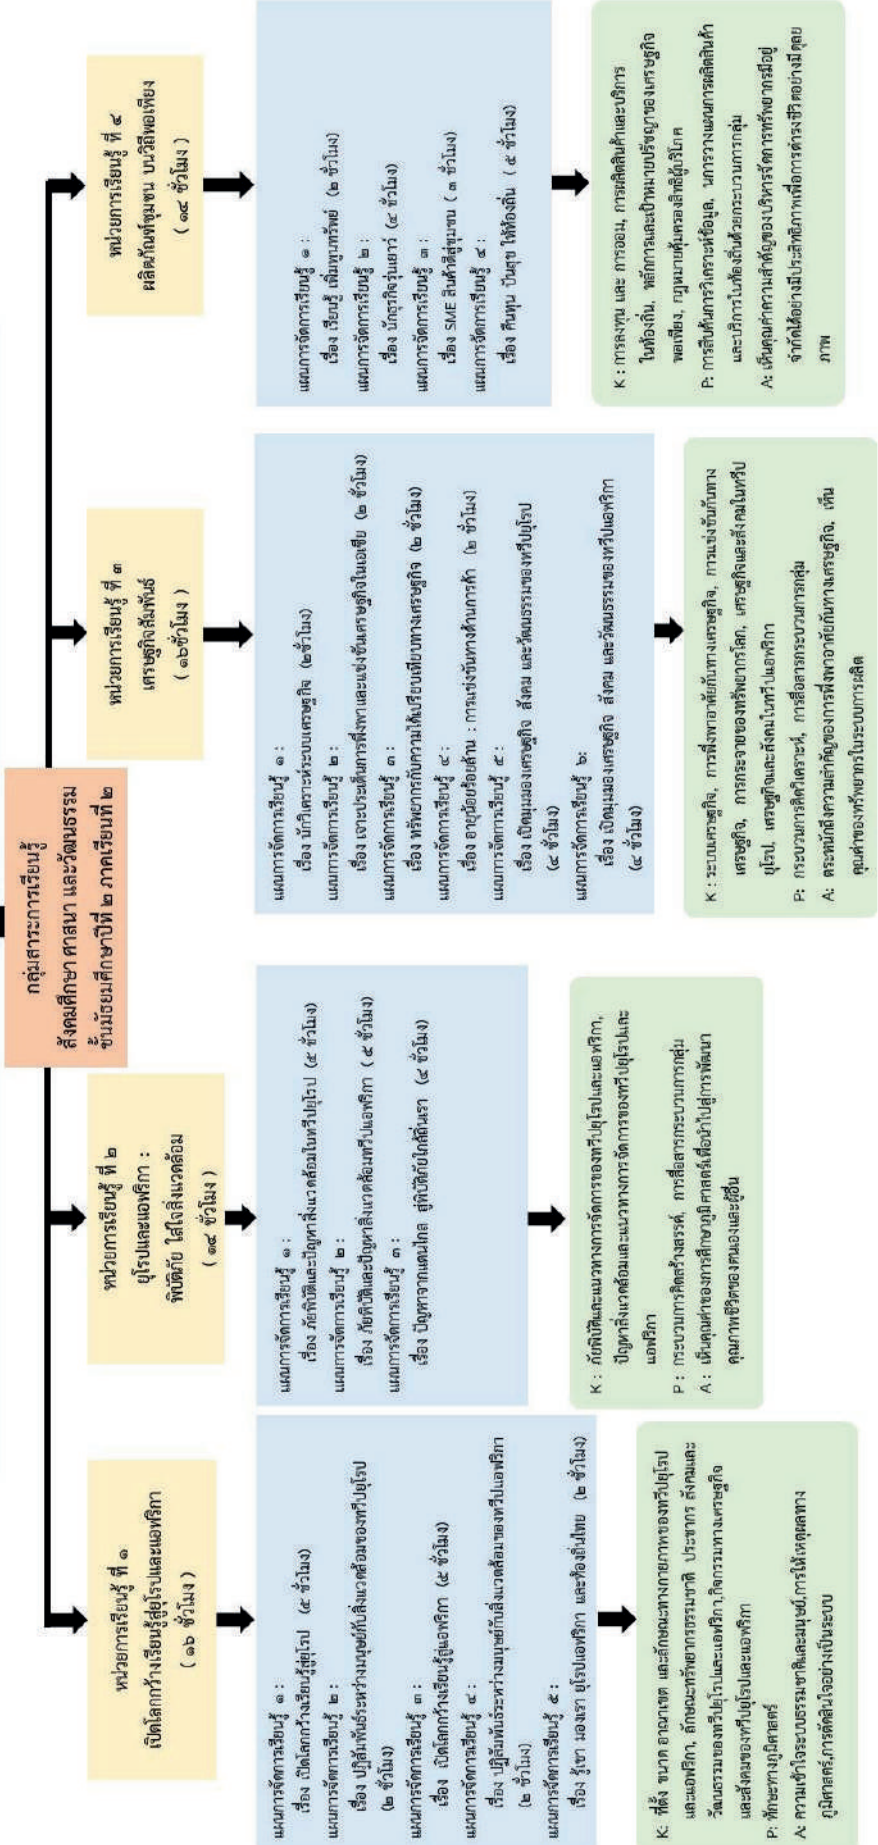 กลุ่มสาระการเรียนรู้
สังคมศึกษา ศาสนา และวัฒนธรรม
ชั้นมัธยมศึกษาปีที่ ๒ ภาคเรียนที่ ๒
หน่วยการเรียนรู้ ที่ ๑
เปิดโลกกว้างเรียนรู้สู่ยุโรปและแอฟริกา
( ๑๖ ชั่วโมง )
แผนการจัดการเรียนรู้ ๑ :
เรื่อง เปิดโลกกว้างเรียนรู้สู่ยุโรป (๕ ชั่วโมง)
แผนการจัดการเรียนรู้ ๒ :
เรื่อง ปฏิสัมพันธ์ระหว่างมนุษย์กับสิ่งแวดล้อมของทวีปยุโรป
(๒ ชั่วโมง)
แผนการจัดการเรียนรู้ ๓ :
เรื่อง เปิดโลกกว้างเรียนรู้สู่แอฟริกา (๕ ชั่วโมง)
แผนการจัดการเรียนรู้ ๔ :
เรื่อง ปฏิสัมพันธ์ระหว่างมนุษย์กับสิ่งแวดล้อมของทวีปแอฟริกา
(๒ ชั่วโมง)
แผนการจัดการเรียนรู้ ๕ :
เรื่อง รู้เขา มองเรา ยุโรปแอฟริกา และท้องถิ่นไทย (๒ ชั่วโมง)
K: ที่ตั้ง ขนาด อาณาเขต และลักษณะทางกายภาพของทวีปยุโรป
และแอฟริกา, ลักษณะทรัพยากรธรรมชาติ ประชากร สังคมและ
วัฒนธรรมของทวีปยุโรปและแอฟริกา,กิจกรรมทางเศรษฐกิจ
และสังคมของทวีปยุโรปและแอฟริกา
P: ทักษะทางภูมิศาสตร์
A: ความเข้าใจระบบธรรมชาติและมนุษย์,การให้เหตุผลทาง
ภูมิศาสตร์,การตัดสินใจอย่างเป็นระบบ
หน่วยการเรียนรู้ ที่ ๒
ยุโรปและแอฟริกา :
พิบัติภัย ใส่ใจสิ่งแวดล้อม
( ๑๔ ชั่วโมง )
แผนการจัดการเรียนรู้ ๑ :
เรื่อง ภัยพิบัติและปัญหาสิ่งแวดล้อมในทวีปยุโรป (๕ ชั่วโมง)
แผนการจัดการเรียนรู้ ๒ :
เรื่อง ภัยพิบัติและปัญหาสิ่งแวดล้อมทวีปแอฟริกา ( ๕ ชั่วโมง)
แผนการจัดการเรียนรู้ ๓ :
เรื่อง ปัญหาจากแดนไกล สู่พิบัติภัยใกล้ถิ่นเรา (๔ ชั่วโมง)
K : ภัยพิบัติและแนวทางการจัดการของทวีปยุโรปและแอฟริกา,
ปัญหาสิ่งแวดล้อมและแนวทางการจัดการของทวีปยุโรปและ
แอฟริกา
P : กระบวนการคิดสร้างสรรค์, การสื่อสารกระบวนการกลุ่ม
A : เห็นคุณค่าของการศึกษาภูมิศาสตร์เพื่อนำไปสู่การพัฒนา
คุณภาพชีวิตของตนเองและผู้อื่น
หน่วยการเรียนรู้ ที่ ๓
เศรษฐกิจสัมพันธ์
( ๑๖ชั่วโมง )
แผนการจัดการเรียนรู้ ๑ :
เรื่อง นักวิเคราะห์ระบบเศรษฐกิจ (๒ชั่วโมง)
แผนการจัดการเรียนรู้ ๒ :
เรื่อง เจาะประเด็นการพึ่งพาและแข่งขันเศรษฐกิจในเอเชีย (๒ ชั่วโมง)
แผนการจัดการเรียนรู้ ๓ :
เรื่อง ทรัพยากรกับความได้เปรียบเทียบทางเศรษฐกิจ (๒ ชั่วโมง)
แผนการจัดการเรียนรู้ ๔ :
เรื่อง อายุน้อยร้อยล้าน : การแข่งขันทางด้านการค้า (๒ ชั่วโมง)
แผนการจัดการเรียนรู้ ๕ :
เรื่อง เปิดมุมมองเศรษฐกิจ สังคม และวัฒนธรรมของทวีปยุโรป
(๔ ชั่วโมง)
แผนการจัดการเรียนรู้ ๖:
เรื่อง เปิดมุมมองเศรษฐกิจ สังคม และวัฒนธรรมของทวีปแอฟริกา
(๔ ชั่วโมง)
K : ระบบเศรษฐกิจ, การพึ่งพาอาศัยกันทางเศรษฐกิจ, การแข่งขันกันทาง
เศรษฐกิจ, การกระจายของทรัพยากรโลก, เศรษฐกิจและสังคมในทวีป
ยุโรป, เศรษฐกิจและสังคมในทวีปแอฟริกา
P: กระบวนการคิดวิเคราะห์, การสื่อสารกระบวนการกลุ่ม
A: ตระหนักถึงความสำคัญของการพึ่งพาอาศัยกันทางเศรษฐกิจ, เห็น
คุณค่าของทรัพยากรในระบบการผลิต
หน่วยการเรียนรู้ ที่ ๔
ผลิตภัณฑ์ชุมชน บนวิถีพอเพียง
( ๑๔ ชั่วโมง )
แผนการจัดการเรียนรู้ ๑ :
เรื่อง เรียนรู้ เพิ่มพูนทรัพย์ (๒ ชั่วโมง)
แผนการจัดการเรียนรู้ ๒ :
เรื่อง นักธุรกิจรุ่นเยาว์ (๔ ชั่วโมง)
แผนการจัดการเรียนรู้ ๓ :
เรื่อง SME สินค้าดีสู่ชุมชน ( ๓ ชั่วโมง)
แผนการจัดการเรียนรู้ ๔ :
เรื่อง คืนทุน ปันสุข ให้ท้องถิ่น ( ๕ ชั่วโมง)
K : การลงทุน และ การออม, การผลิตสินค้าและบริการ
ในท้องถิ่น, หลักการและเป้าหมายปรัชญาของเศรษฐกิจ
พอเพียง, กฎหมายคุ้มครองสิทธิผู้บริโภค
P: การสืบค้นการวิเคราะห์ข้อมูล, นการวางแผนการผลิตสินค้า
และบริการในท้องถิ่นด้วยกระบวนการกลุ่ม
A: เห็นคุณค่าความสำคัญของบริหารจัดการทรัพยากรมีอยู่
จำกัดได้อย่างมีประสิทธิภาพเพื่อการดำรงชีวิตอย่างมีดุลย
ภาพ